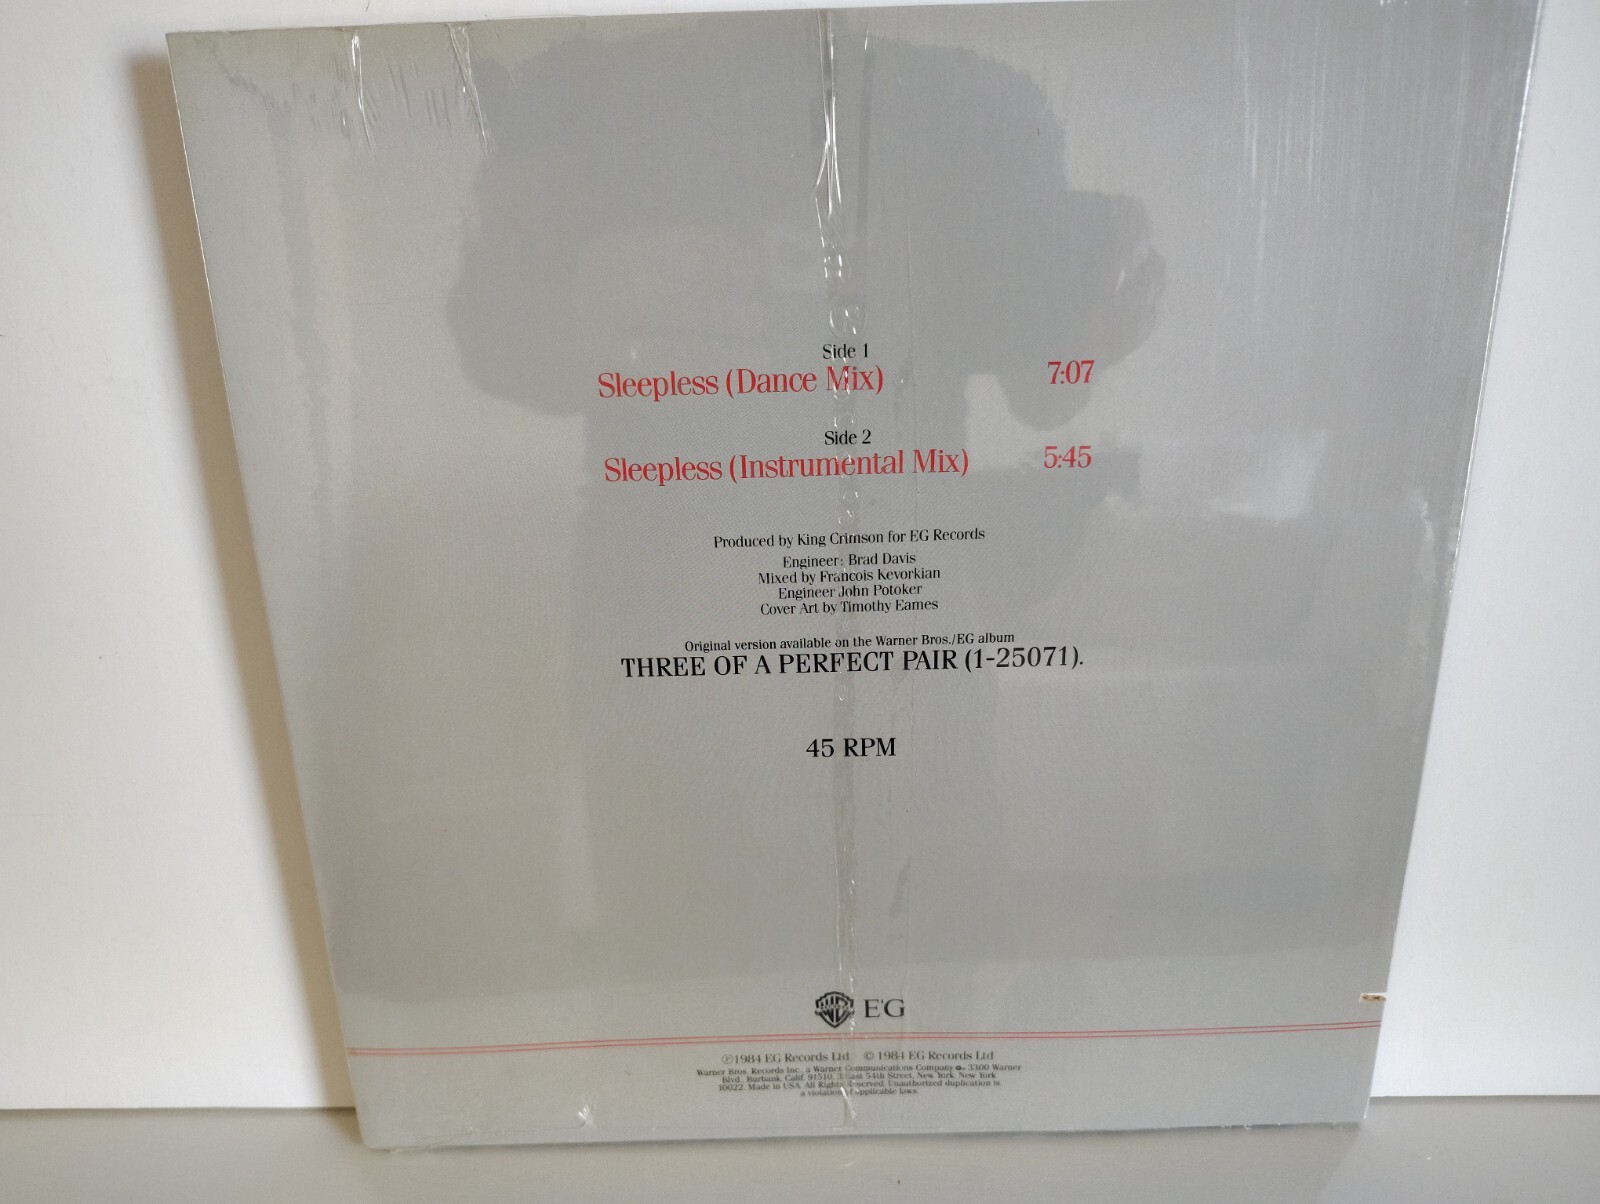 Side 1
Sleepless (Dance Mix) 7:07
Side 2
Sleepless (Instrumental Mix) 5:45
Produced by King Crimson for EG Records
Engineer: Brad Davis
Mixed by Francois Kevorkian
Engineer John Potoker
Cover Art by Timothy Eames
Original version available on the Warner Bros./EG album
THREE OF A PERFECT PAIR (1-25071).
45 RPM
WB E'G
℗1984 EG Records Ltd © 1984 EG Records Ltd
Warner Bros. Records Inc., a Warner Communications Company 3300 Warner
Blvd., Burbank, Calif. 91510, 3 East 54th Street, New York, New York
10022. Made in USA. All Rights Reserved. Unauthorized duplication is
a violation of applicable laws.